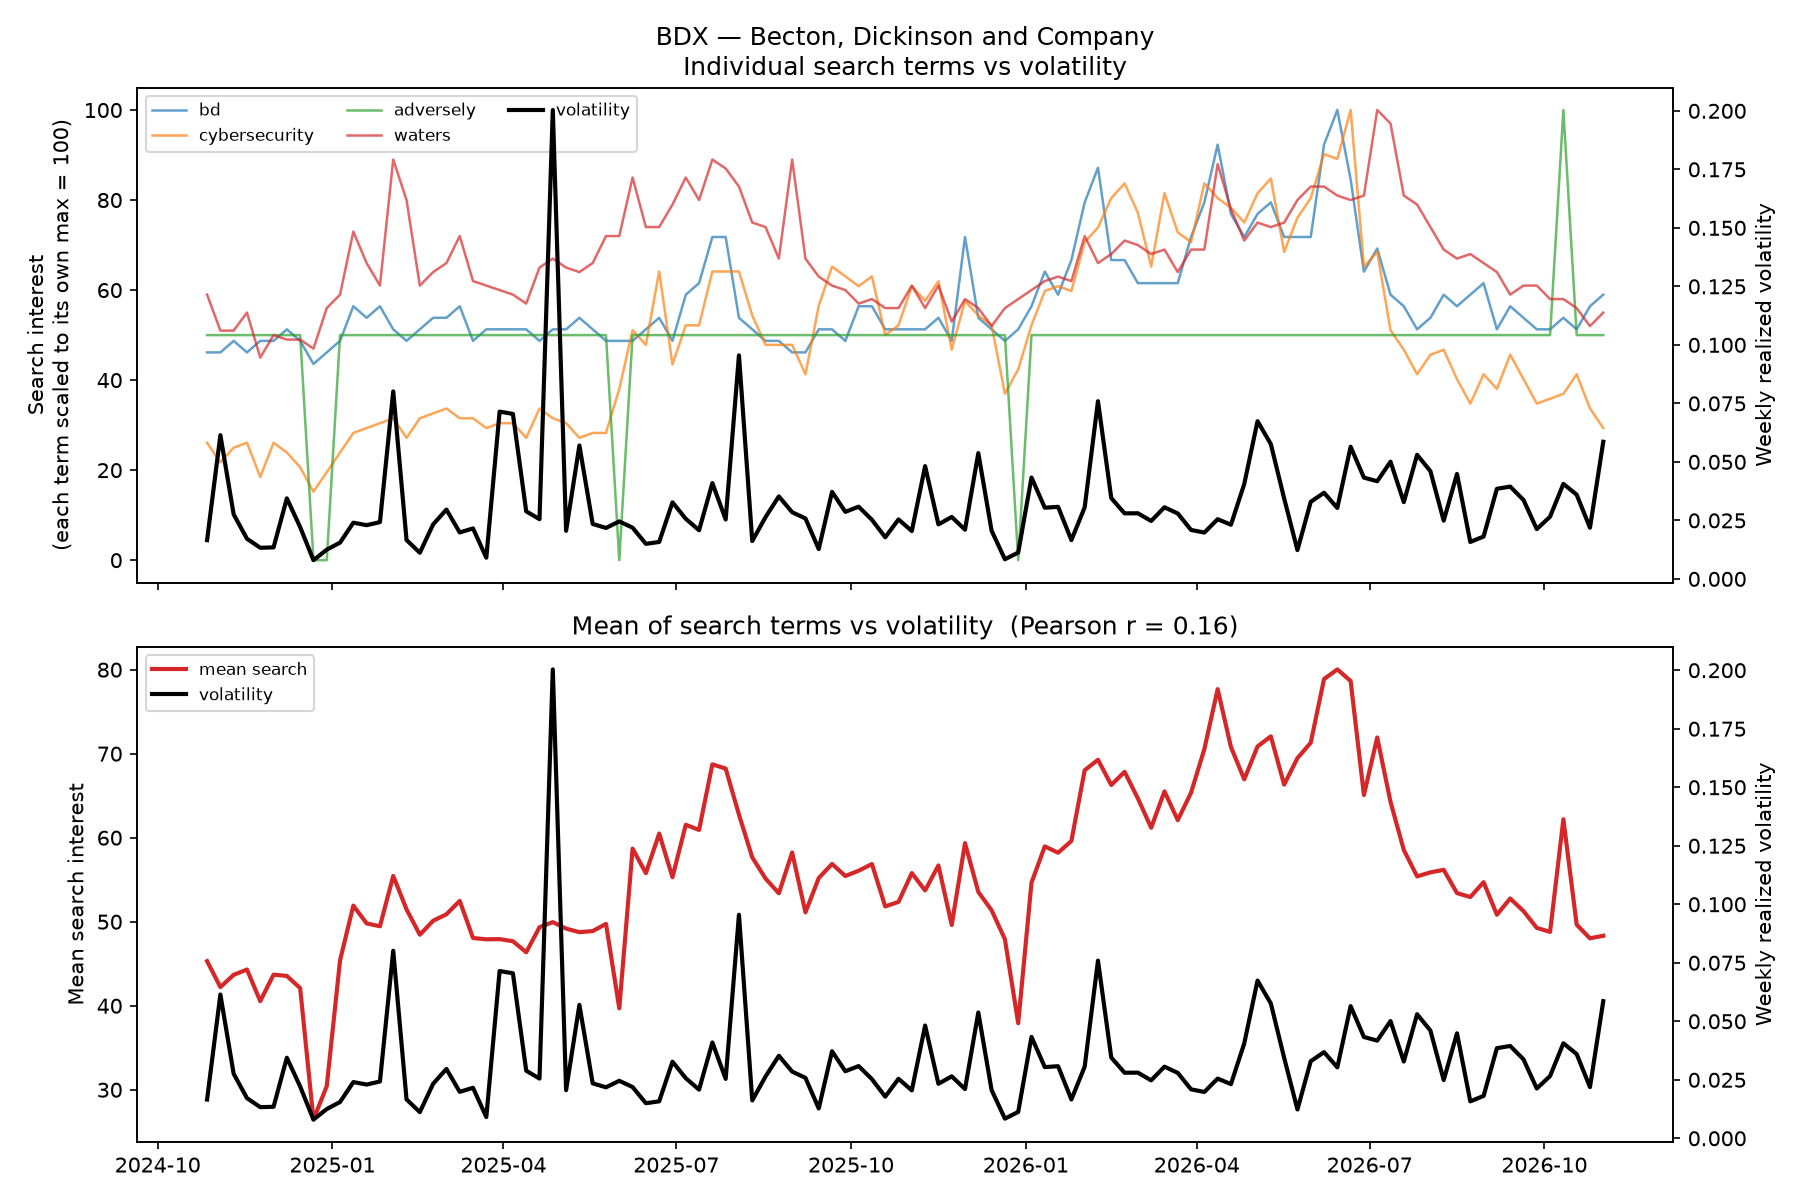 BDX — Becton, Dickinson and Company
Individual search terms vs volatility
bd
cybersecurity
adversely
waters
volatility
Search interest
(each term scaled to its own max = 100)
100
80
60
40
20
0
Weekly realized volatility
0.200
0.175
0.150
0.125
0.100
0.075
0.050
0.025
0.000
Mean of search terms vs volatility  (Pearson r = 0.16)
mean search
volatility
Mean search interest
80
70
60
50
40
30
Weekly realized volatility
0.200
0.175
0.150
0.125
0.100
0.075
0.050
0.025
0.000
2024-10
2025-01
2025-04
2025-07
2025-10
2026-01
2026-04
2026-07
2026-10